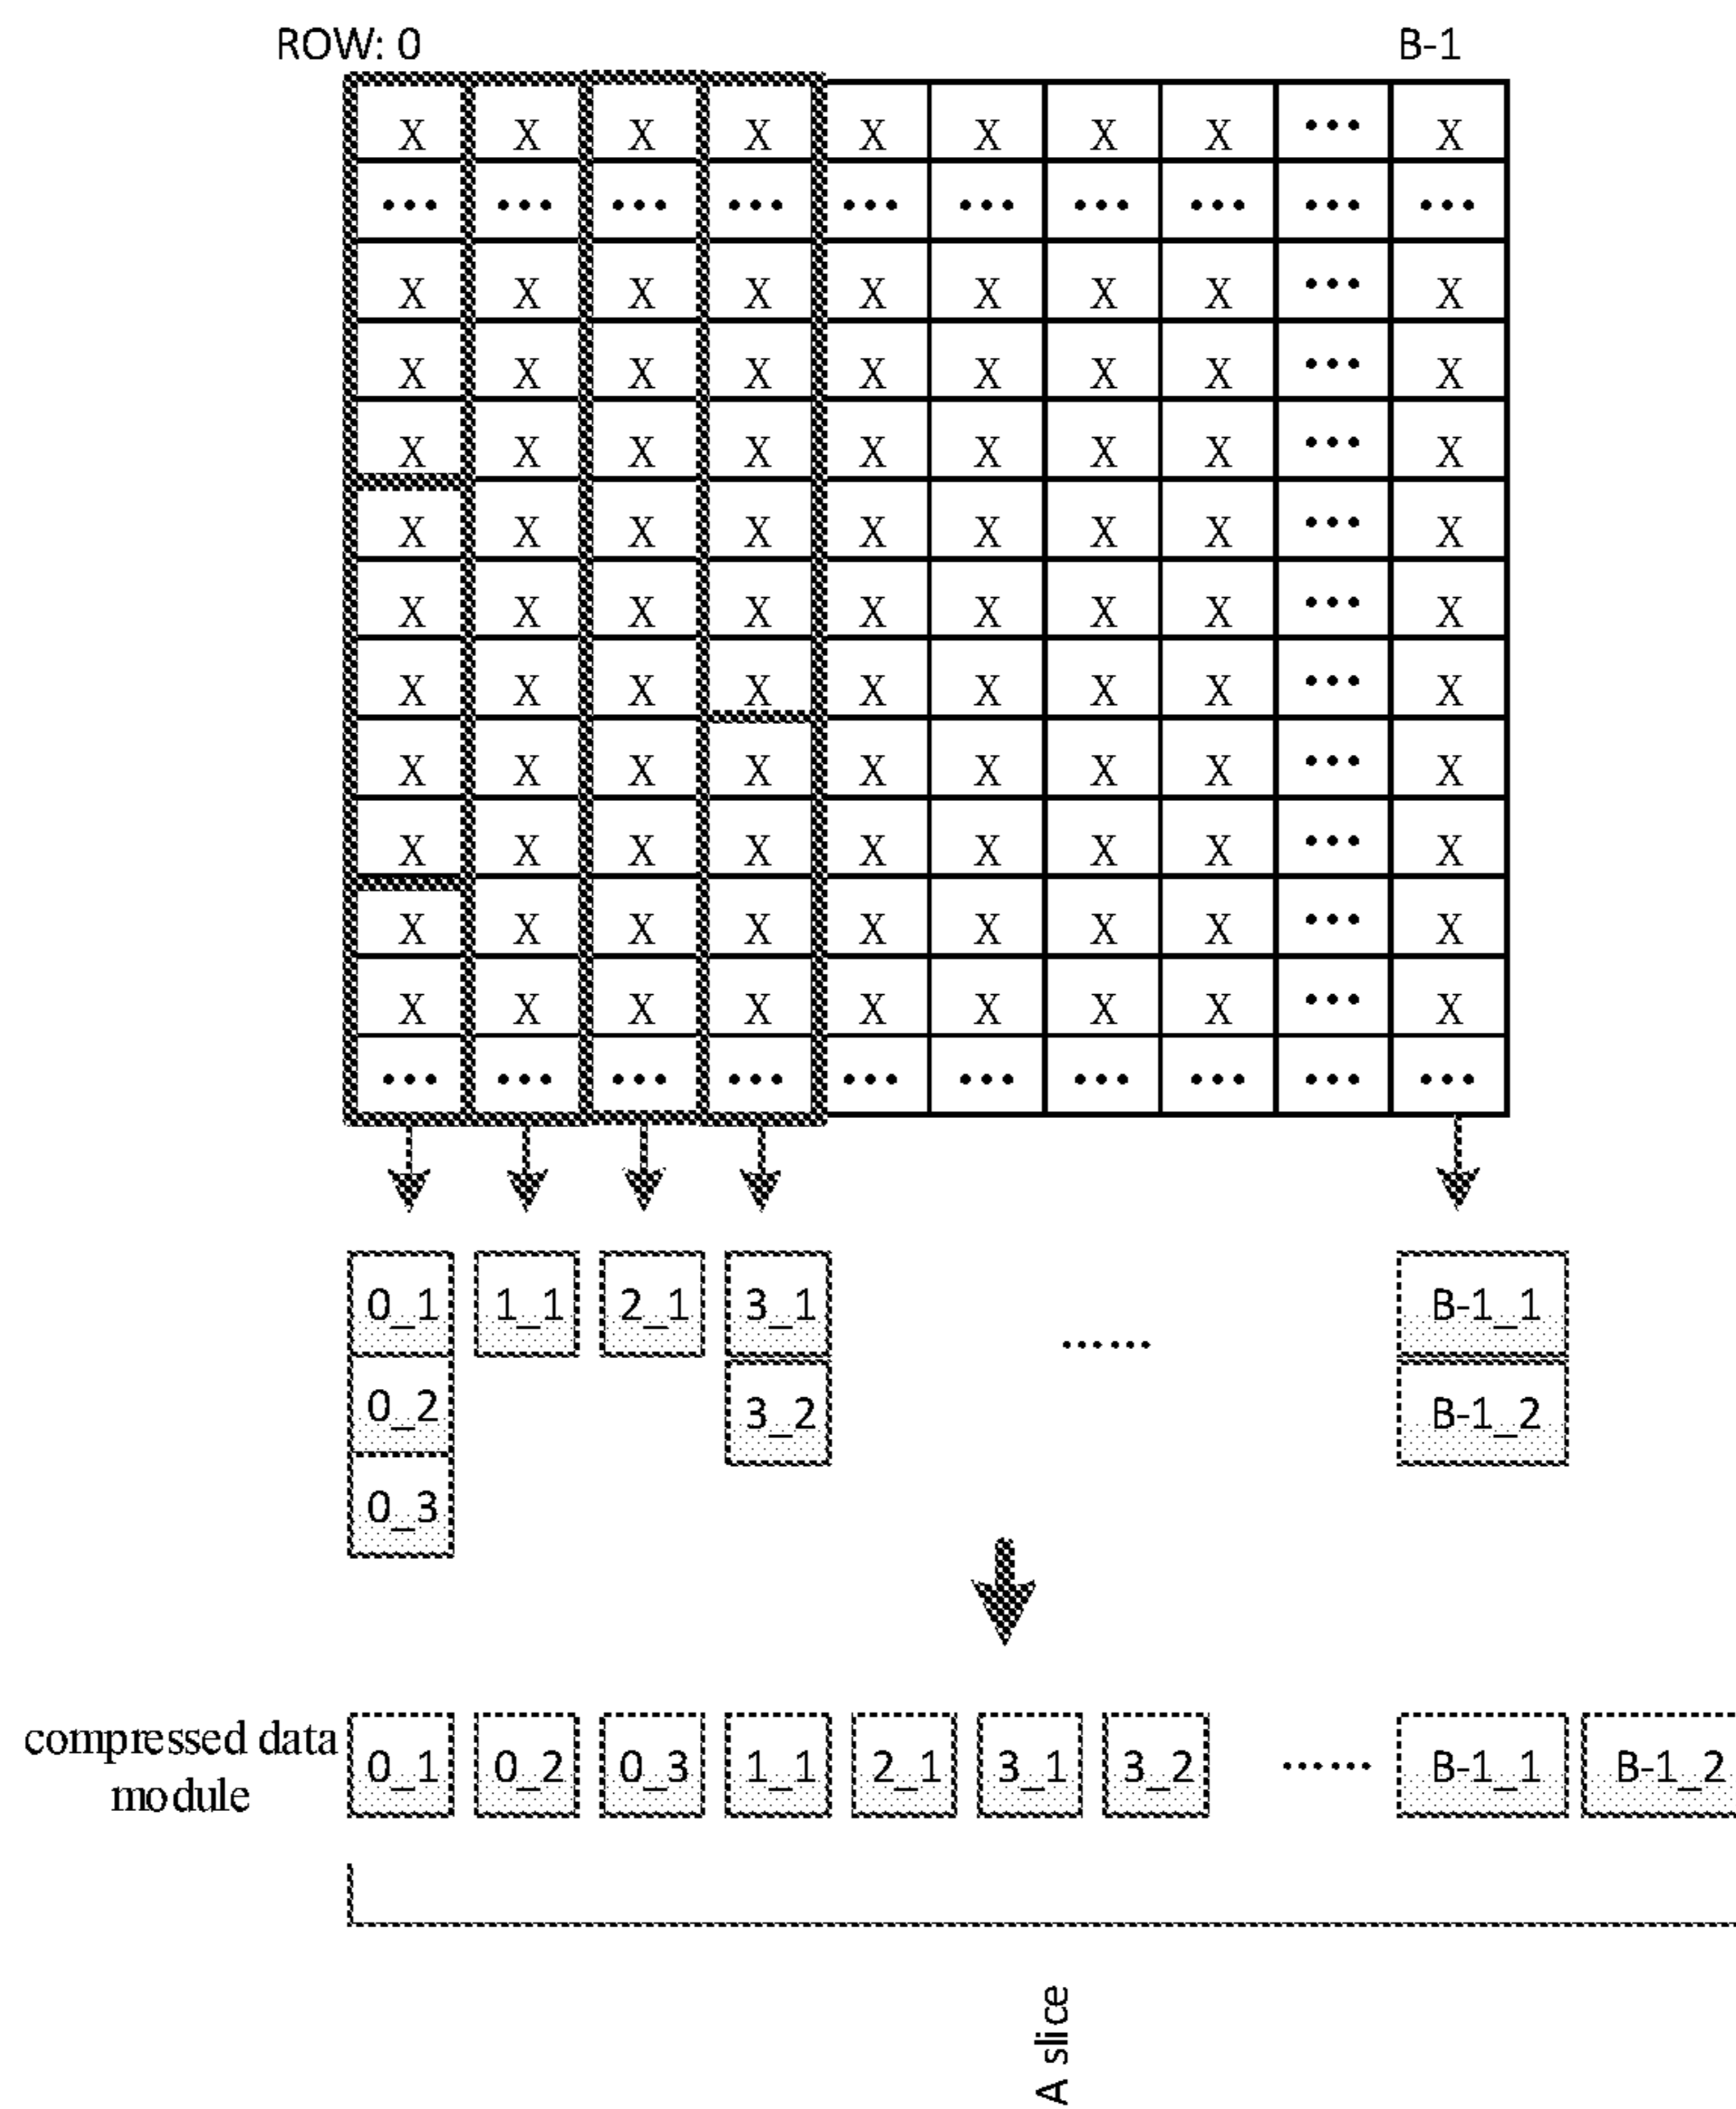 ROW: 0 B-1
X X X X X X X X ••• X
••• ••• ••• ••• ••• ••• ••• ••• ••• •••
X X X X X X X X ••• X
X X X X X X X X ••• X
X X X X X X X X ••• X
X X X X X X X X ••• X
X X X X X X X X ••• X
X X X X X X X X ••• X
X X X X X X X X ••• X
X X X X X X X X ••• X
X X X X X X X X ••• X
X X X X X X X X ••• X
••• ••• ••• ••• ••• ••• ••• ••• ••• •••
0_1 1_1 2_1 3_1 ...... B-1_1
0_2 3_2 B-1_2
0_3
compressed data
module
0_1 0_2 0_3 1_1 2_1 3_1 3_2 ...... B-1_1 B-1_2
A slice